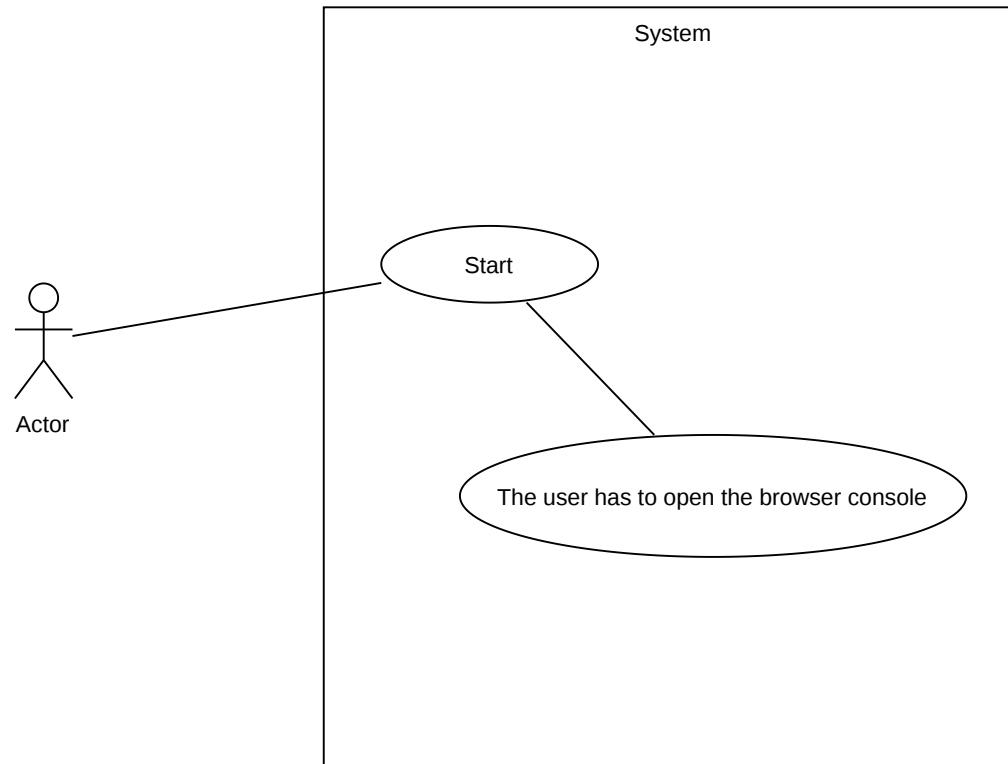 System
Start
Actor
The user has to open the browser console